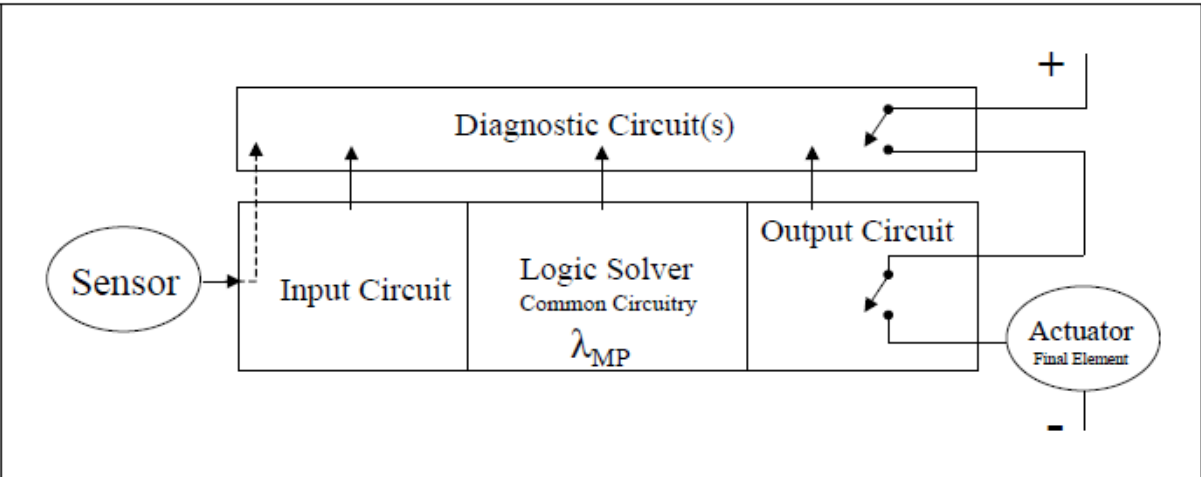 +
Diagnostic Circuit(s)
Sensor
Input Circuit
Logic Solver
Common Circuitry
λMP
Output Circuit
Actuator
Final Element
-